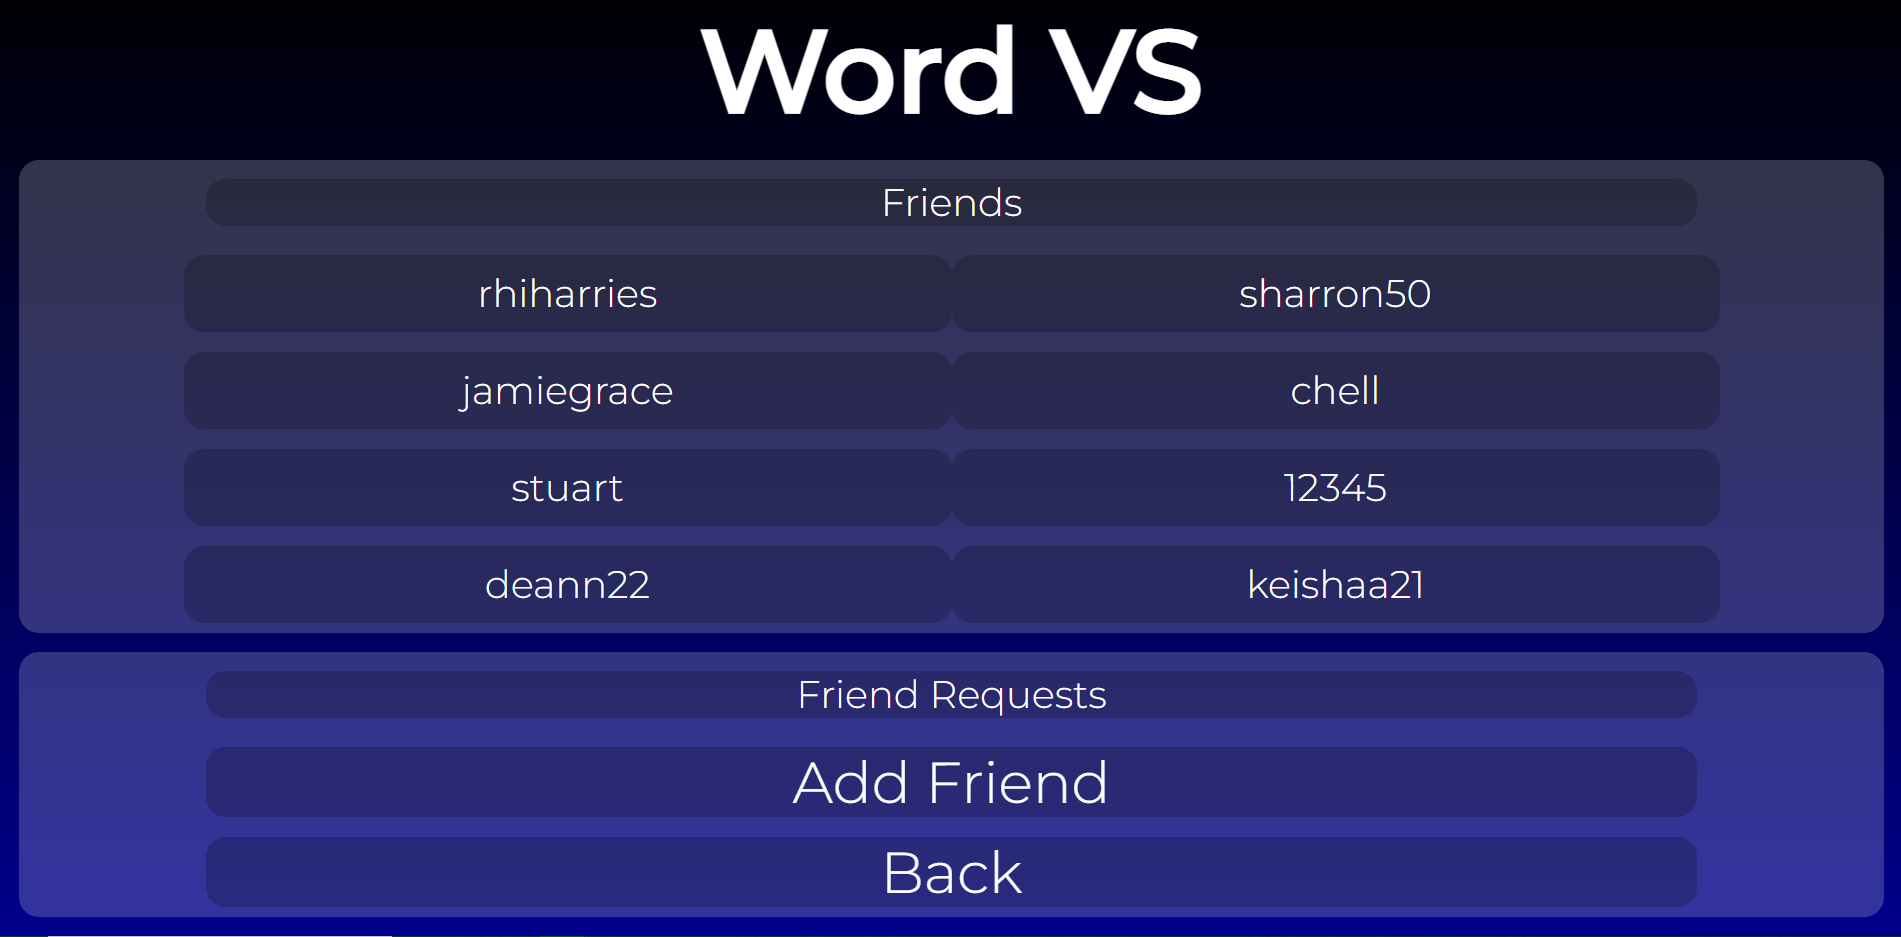 Word VS
Friends
rhiharries
sharron50
jamiegrace
chell
stuart
12345
deann22
keishaa21
Friend Requests
Add Friend
Back